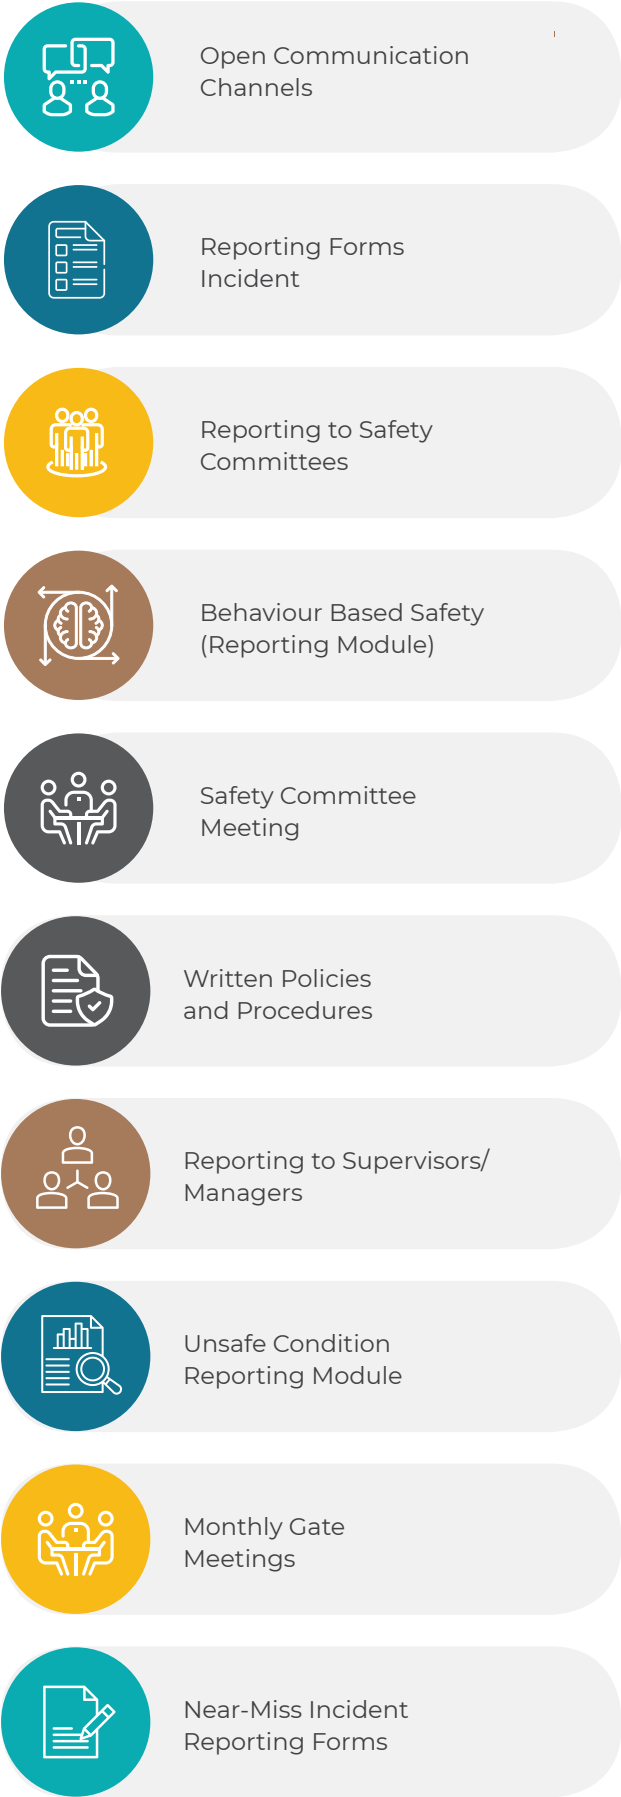 Open Communication
Channels
Reporting Forms
Incident
Reporting to Safety
Committees
Behaviour Based Safety
(Reporting Module)
Safety Committee
Meeting
Written Policies
and Procedures
Reporting to Supervisors/
Managers
Unsafe Condition
Reporting Module
Monthly Gate
Meetings
Near-Miss Incident
Reporting Forms